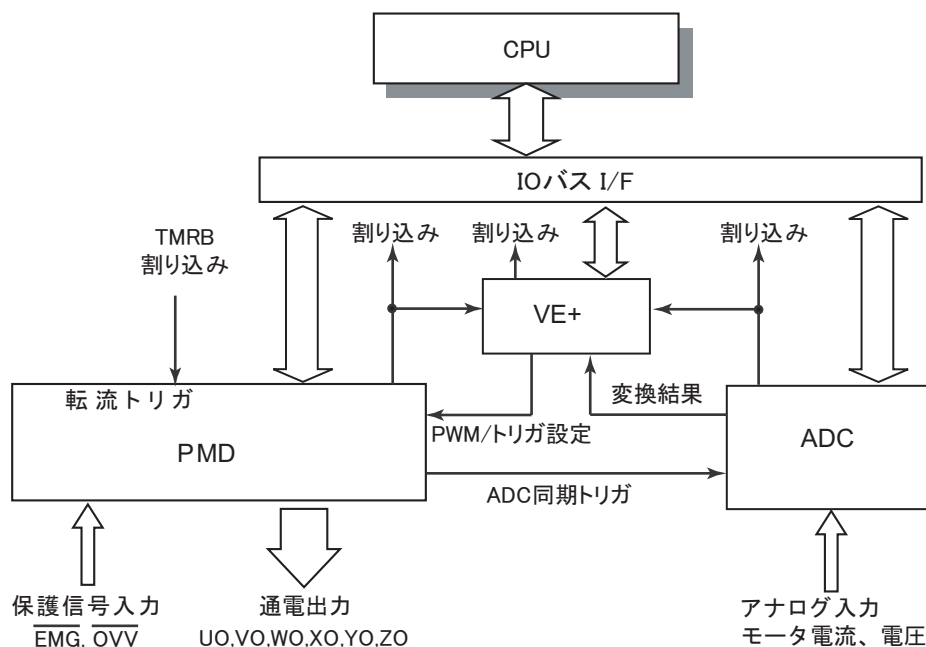 CPU
IOバス I/F
TMRB
割り込み
割り込み
割り込み
割り込み
VE+
転流トリガ
PMD
PWM/トリガ設定
変換結果
ADC
ADC同期トリガ
保護信号入力
EMG, OVV
通電出力
UO,VO,WO,XO,YO,ZO
アナログ入力
モータ電流、電圧